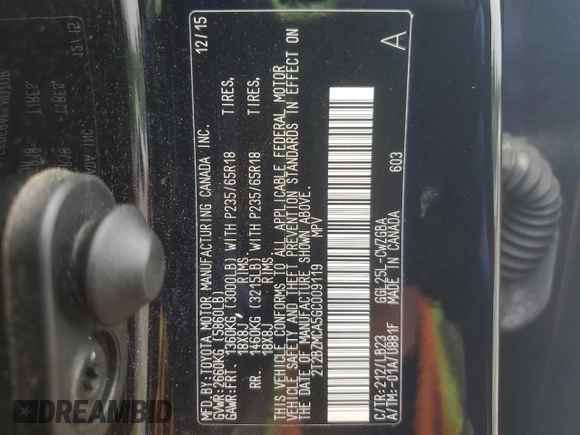 MFD.BY:TOYOTA MOTOR MANUFACTURING CANADA INC. 12/15
GVWR:2660KG (5860LB)
GAWR:FRT. 1360KG (3000LB) WITH P235/65R18 TIRES,
18X8J RIMS
RR. 1460KG (3215LB) WITH P235/65R18 TIRES,
18X8J RIMS
THIS VEHICLE CONFORMS TO ALL APPLICABLE FEDERAL MOTOR
VEHICLE SAFETY AND THEFT PREVENTION STANDARDS IN EFFECT ON
THE DATE OF MANUFACTURE SHOWN ABOVE.
2T2BZMCA5GC009119 MPV
A
603
C/TR:212/LB23 GGL25L-CWZGBA
A/TM:-01A/U881F MADE IN CANADA
DREAMBID